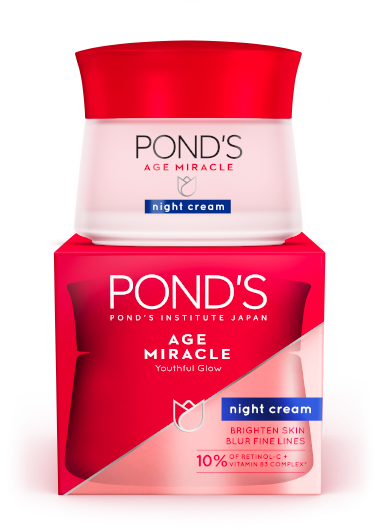 POND'S
AGE MIRACLE
night cream
POND'S
POND'S INSTITUTE JAPAN
AGE
MIRACLE
Youthful Glow
night cream
BRIGHTEN SKIN
BLUR FINE LINES
10% OF RETINOL-C +
VITAMIN B3 COMPLEX*